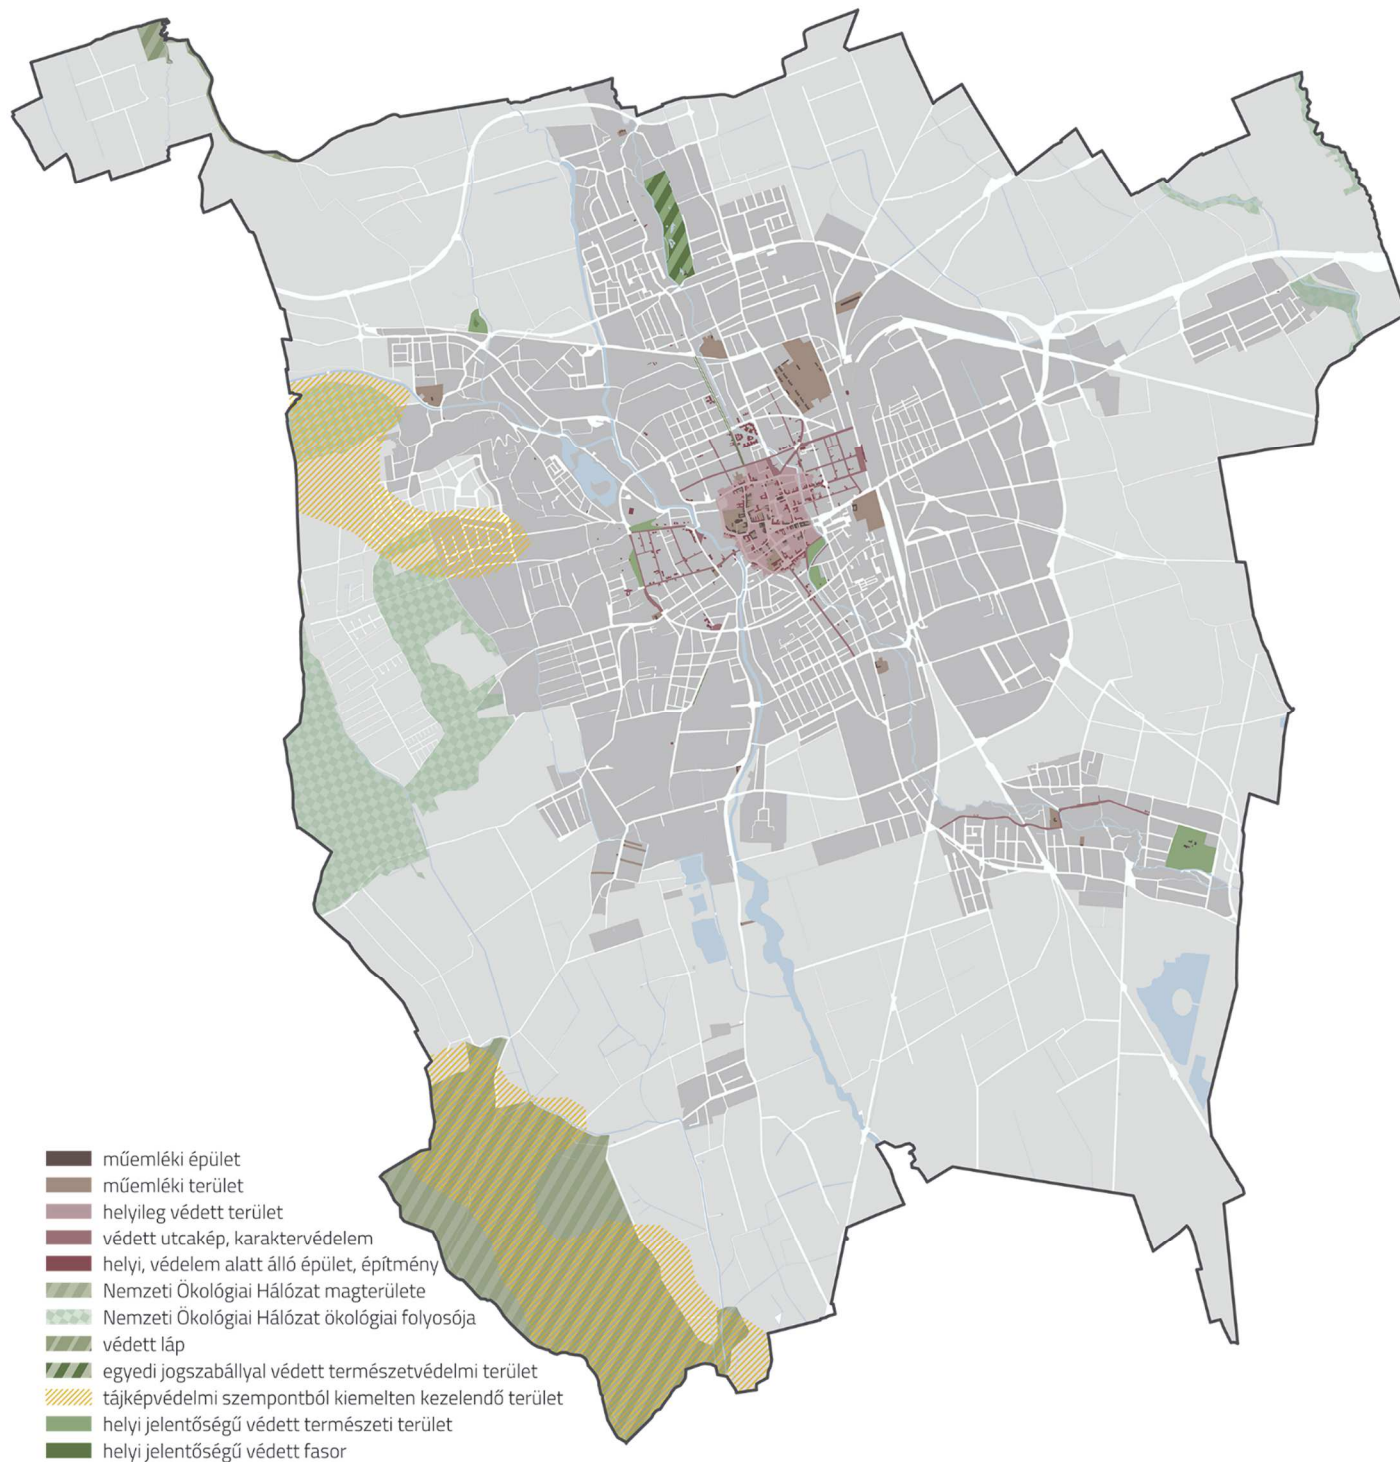 műemléki épület
műemléki terület
helyileg védett terület
védett utcakép, karaktervédelem
helyi, védelem alatt álló épület, építmény
Nemzeti Ökológiai Hálózat magterülete
Nemzeti Ökológiai Hálózat ökológiai folyosója
védett láp
egyedi jogszabállyal védett természetvédelmi terület
tájképvédelmi szempontból kiemelten kezelendő terület
helyi jelentőségű védett természeti terület
helyi jelentőségű védett fasor